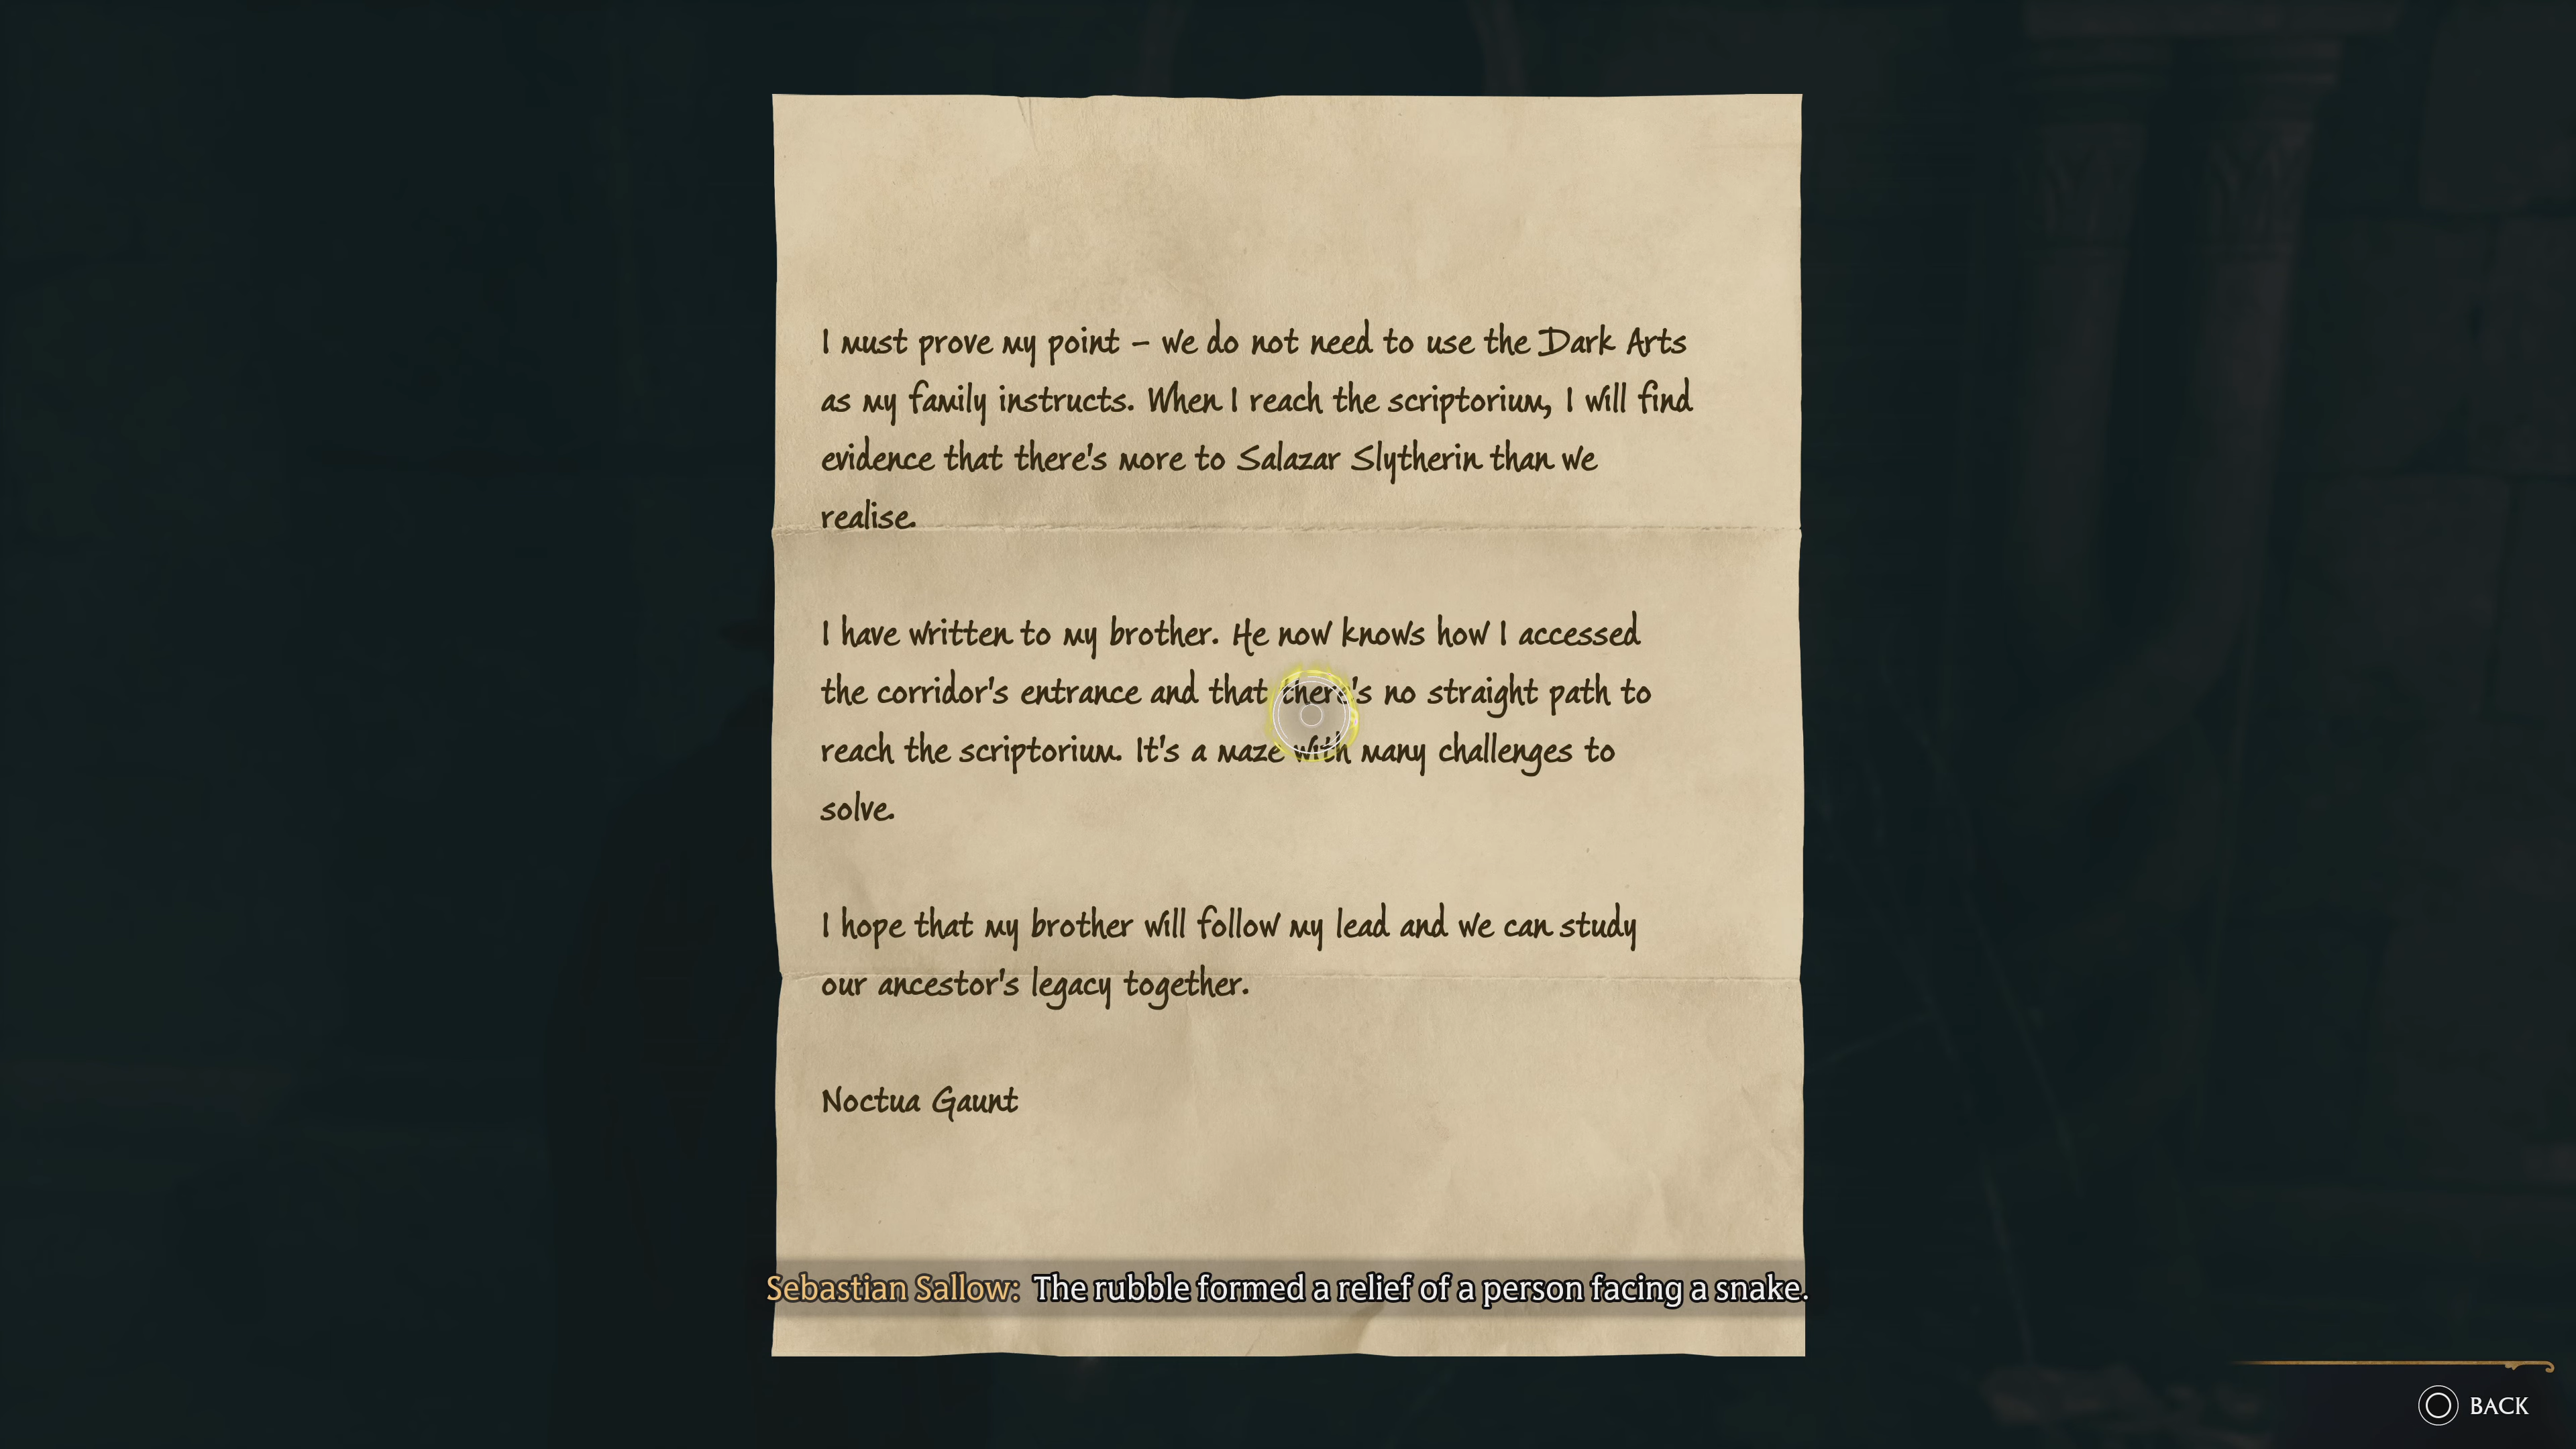 I must prove my point – we do not need to use the Dark Arts
as my family instructs. When I reach the scriptorium, I will find
evidence that there's more to Salazar Slytherin than we
realise.
I have written to my brother. He now knows how I accessed
the corridor's entrance and that there's no straight path to
reach the scriptorium. It's a maze with many challenges to
solve.
I hope that my brother will follow my lead and we can study
our ancestor's legacy together.
Noctua Gaunt
Sebastian Sallow: The rubble formed a relief of a person facing a snake.
BACK